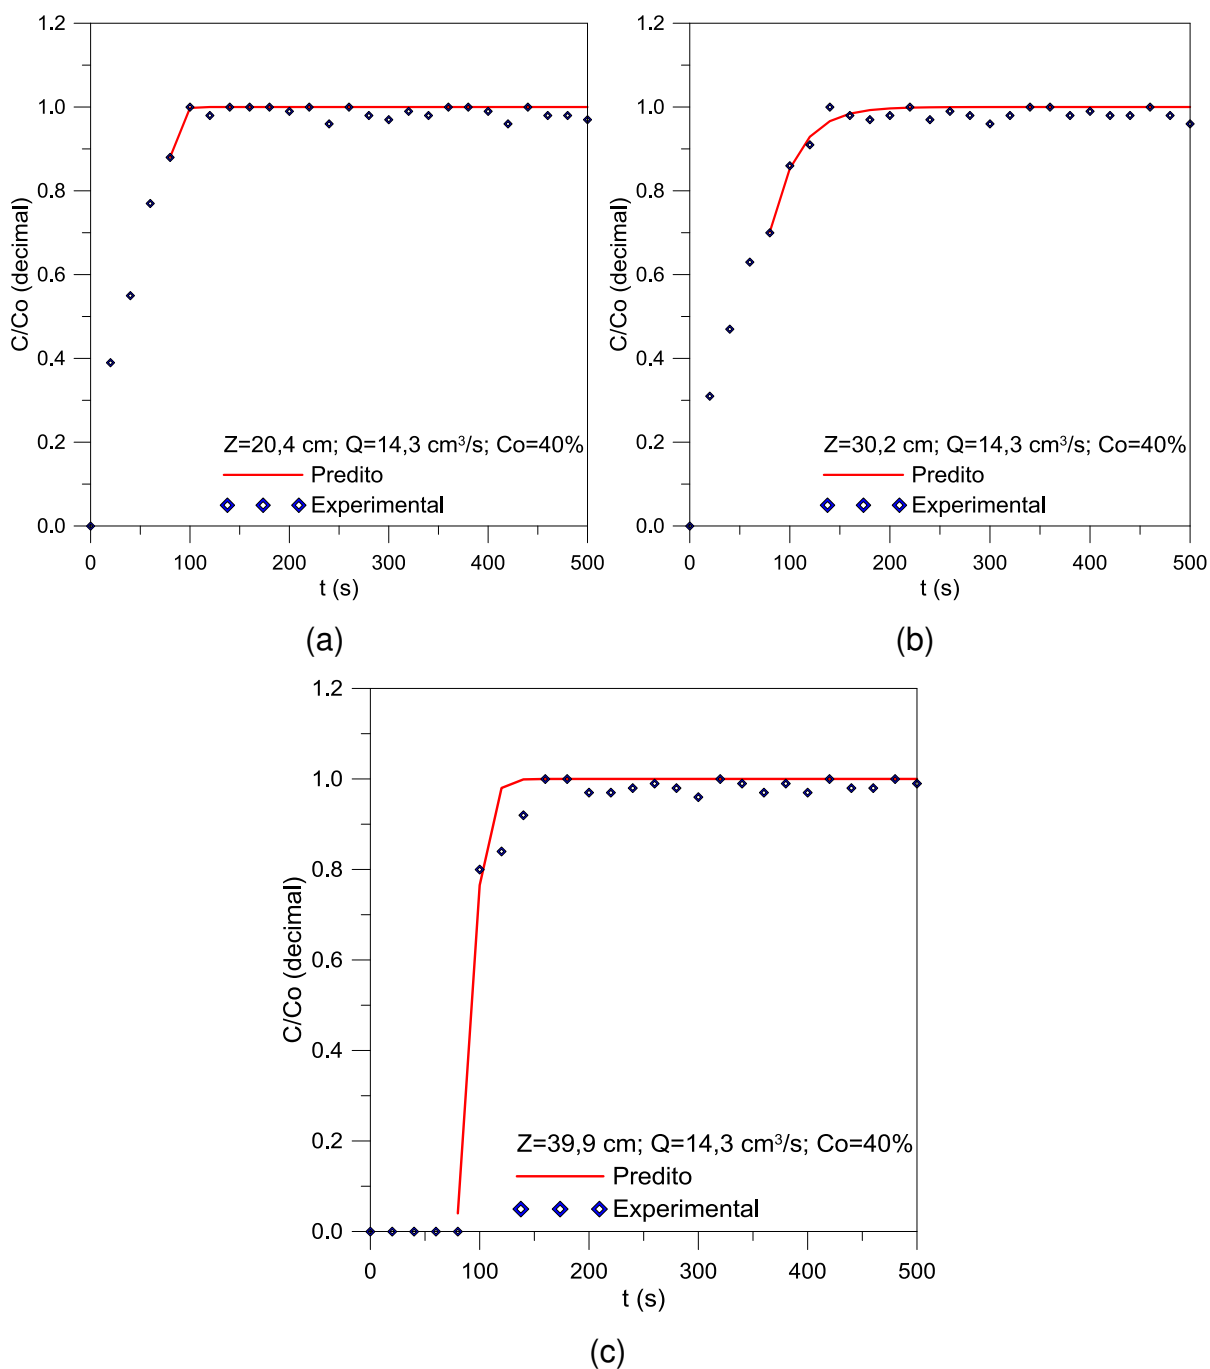 1.2
1.0
0.8
0.6
0.4
0.2
0.0
C/Co (decimal)
Z=20,4 cm; Q=14,3 cm³/s; Co=40%
Predito
Experimental
0 100 200 300 400 500
t (s)
(a)
1.2
1.0
0.8
0.6
0.4
0.2
0.0
C/Co (decimal)
Z=30,2 cm; Q=14,3 cm³/s; Co=40%
Predito
Experimental
0 100 200 300 400 500
t (s)
(b)
1.2
1.0
0.8
0.6
0.4
0.2
0.0
C/Co (decimal)
Z=39,9 cm; Q=14,3 cm³/s; Co=40%
Predito
Experimental
0 100 200 300 400 500
t (s)
(c)